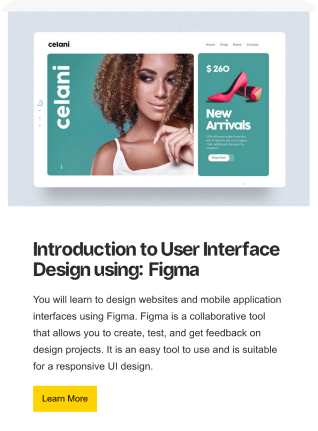 celani
Home Shop News Contact
celani
$ 260
New
Arrivals
Shop Now
Introduction to User Interface
Design using: Figma
You will learn to design websites and mobile application
interfaces using Figma. Figma is a collaborative tool
that allows you to create, test, and get feedback on
design projects. It is an easy tool to use and is suitable
for a responsive UI design.
Learn More